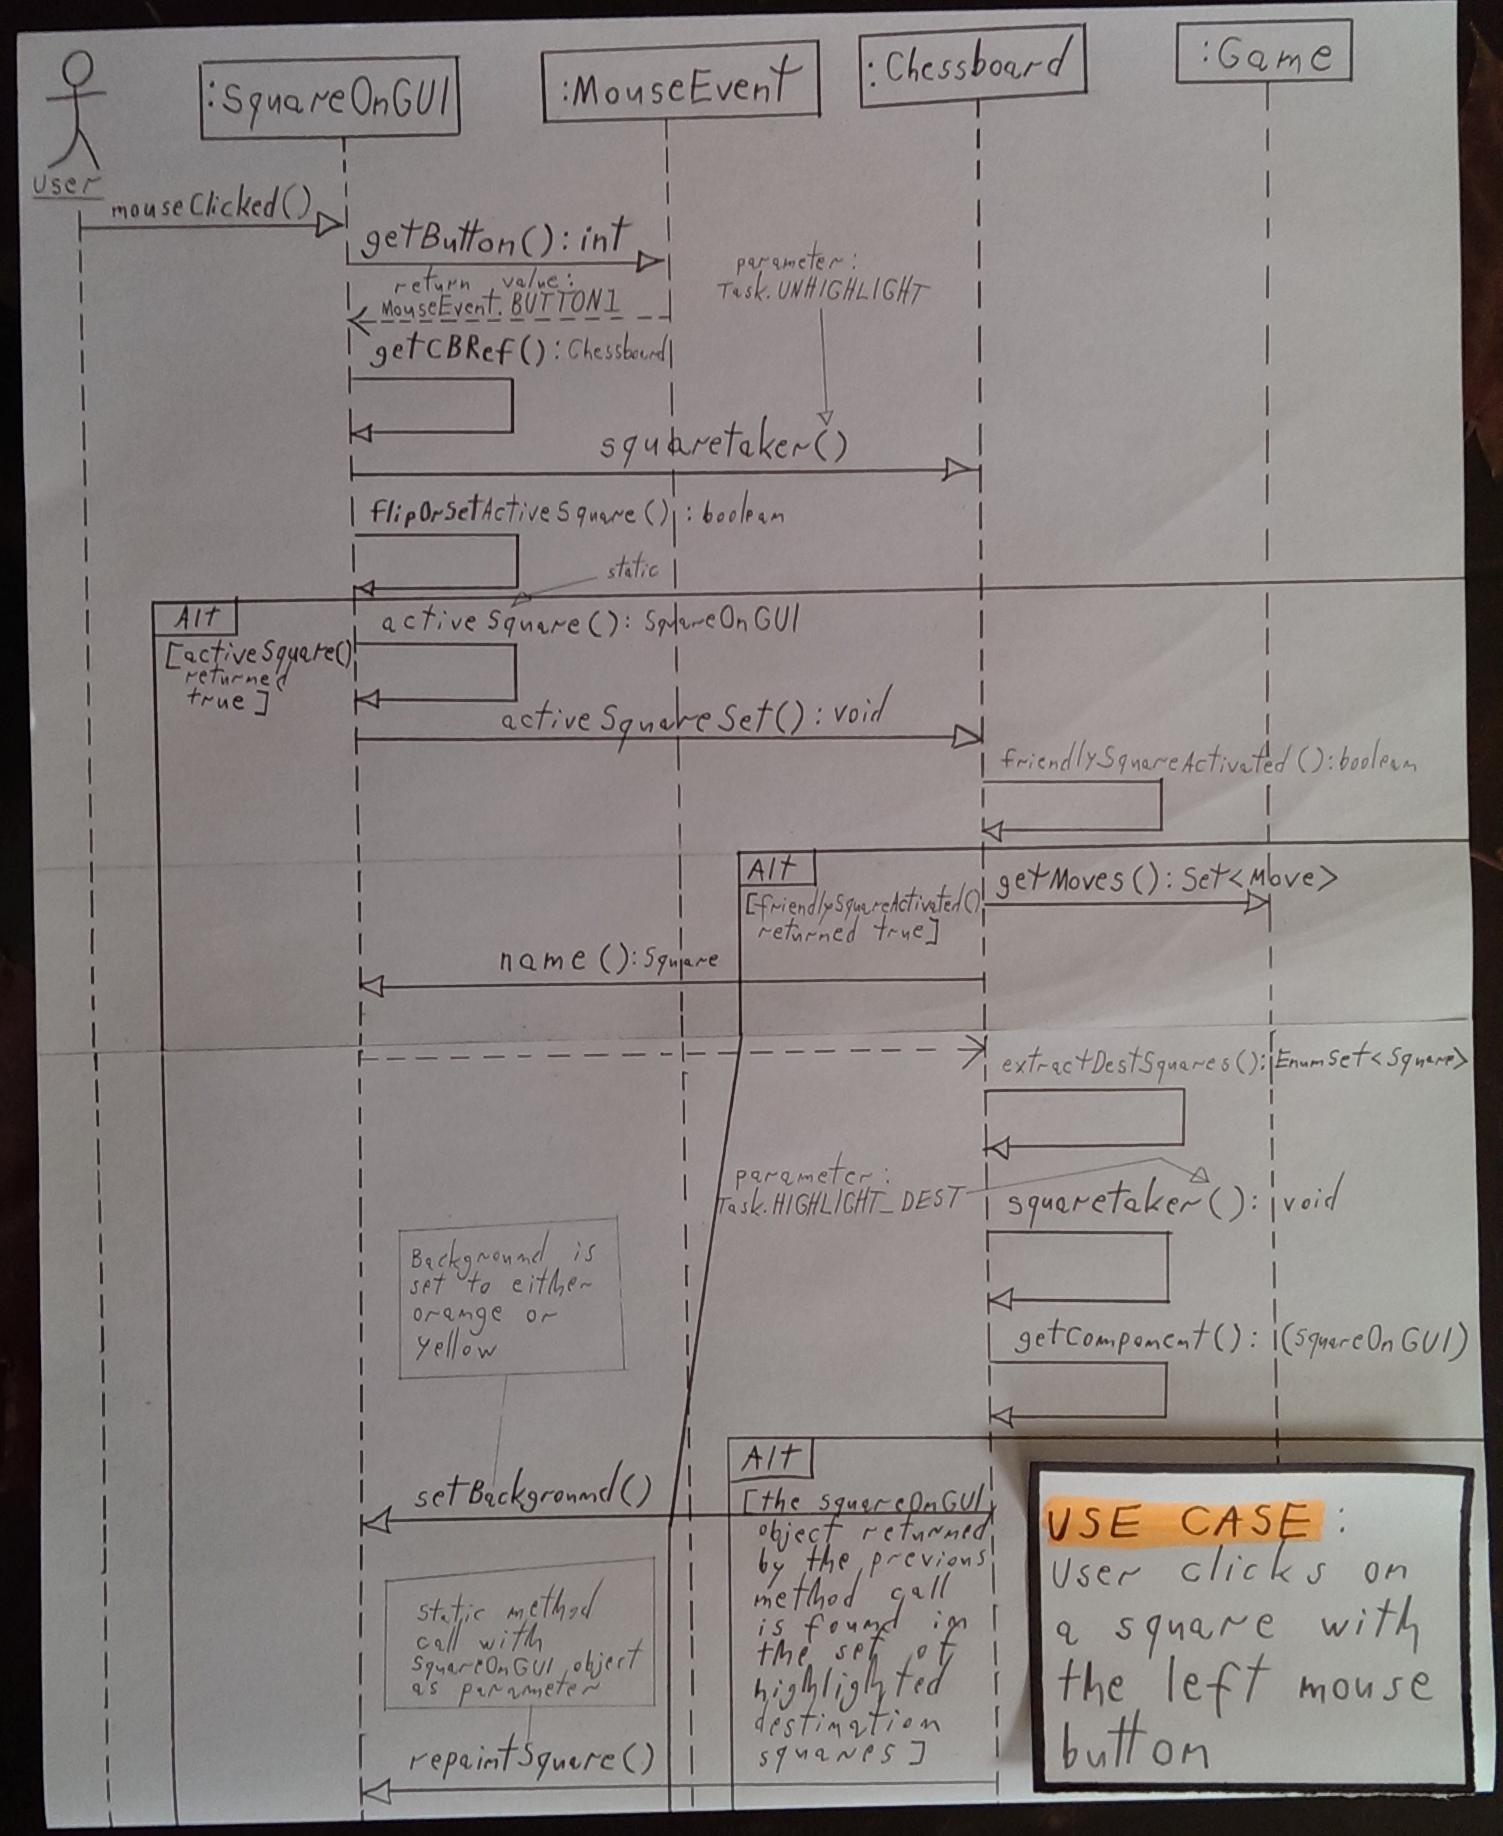 :SquareOnGUI
:MouseEvent
:Chessboard
:Game
User
mouseClicked()
getButton(): int
return value:
MouseEvent.BUTTON1
parameter:
Task.UNHIGHLIGHT
getCBRef(): Chessboard
squaretaker()
flipOrSetActiveSquare(): boolean
static
Alt
[activeSquare()
returned
true]
activeSquare(): SquareOnGUI
activeSquareSet(): void
friendlySquareActivated(): boolean
Alt
[friendlySquareActivated()
returned true]
getMoves(): Set<Move>
name(): Square
extractDestSquares(): EnumSet<Square>
parameter:
Task.HIGHLIGHT_DEST
squaretaker(): void
Background is
set to either
orange or
yellow
getComponent(): (SquareOnGUI)
Alt
[the squareOnGUI
object returned
by the previous
method call
is found in
the set of
highlighted
destination
squares]
setBackground()
static method
call with
SquareOnGUI object
as parameter
repaintSquare()
USE CASE:
User clicks on
a square with
the left mouse
button